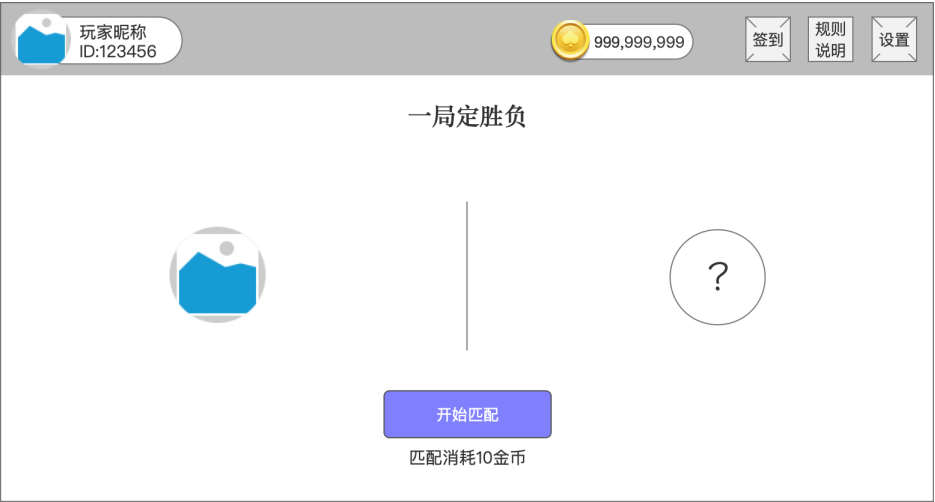 玩家昵称
ID:123456
999,999,999
签到
规则
说明
设置
一局定胜负
?
开始匹配
匹配消耗10金币